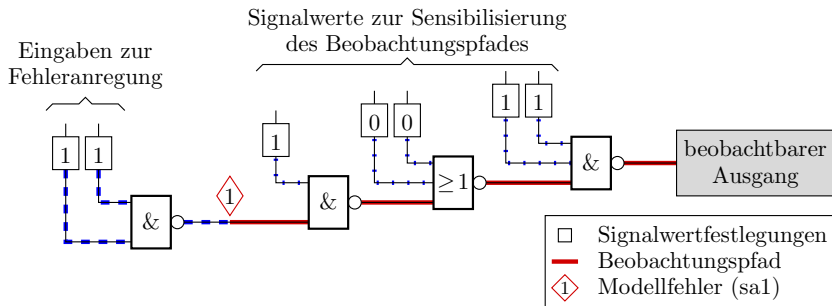 Signalwerte zur Sensibilisierung
des Beobachtungspfades
Eingaben zur
Fehleranregung
1 1
1
0 0
1 1
1
&
&
≥1
&
beobachtbarer
Ausgang
Signalwertfestlegungen
Beobachtungspfad
1 Modellfehler (sa1)